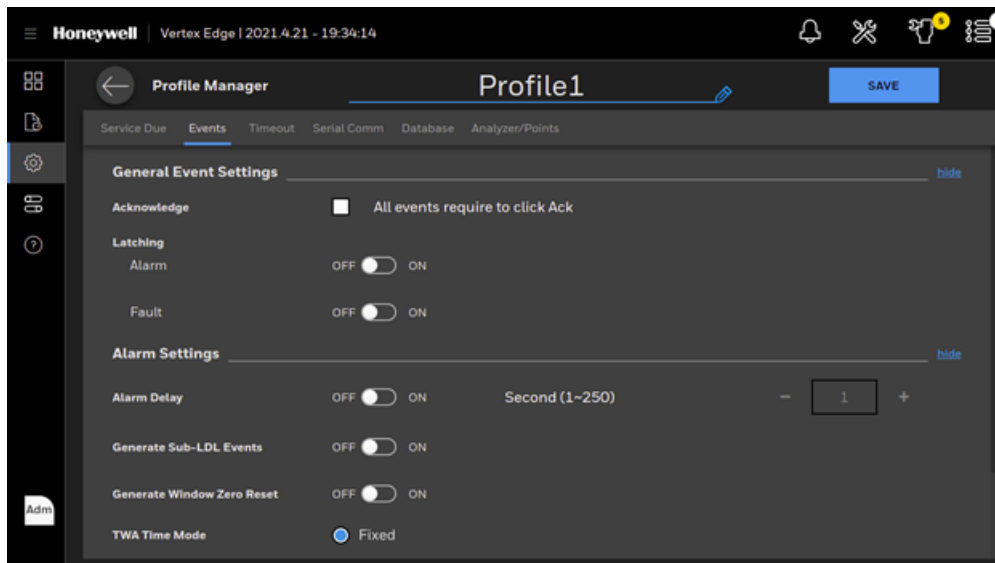 Honeywell Vertex Edge | 2021.4.21 - 19:34:14
5
Profile Manager Profile1 SAVE
Service Due Events Timeout Serial Comm Database Analyzer/Points
General Event Settings hide
Acknowledge All events require to click Ack
Latching
Alarm OFF ON
Fault OFF ON
Alarm Settings hide
Alarm Delay OFF ON Second (1~250) - 1 +
Generate Sub-LDL Events OFF ON
Generate Window Zero Reset OFF ON
Adm
TWA Time Mode Fixed